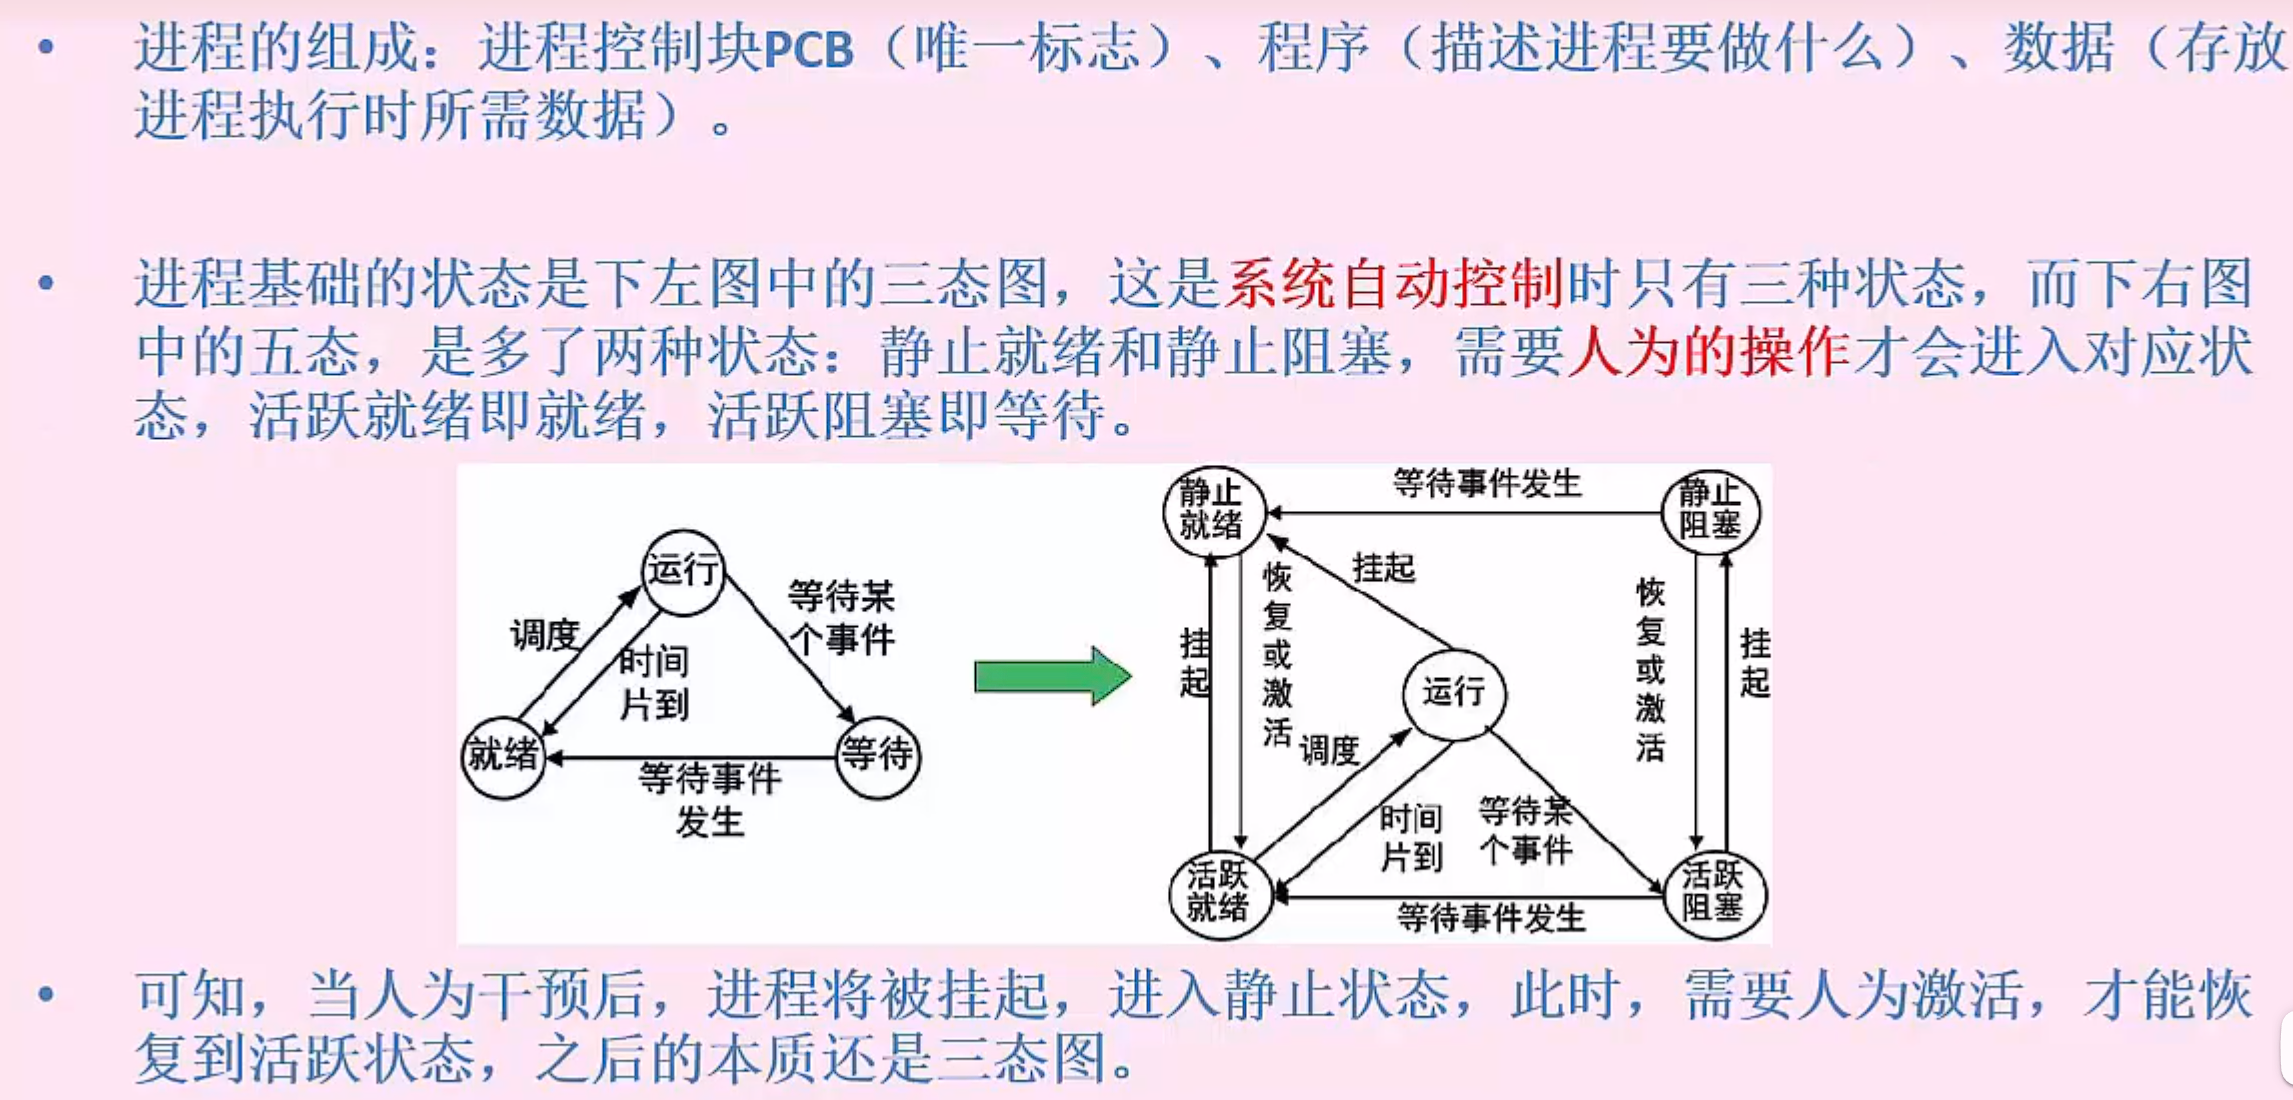 • 进程的组成：进程控制块PCB（唯一标志）、程序（描述进程要做什么）、数据（存放
进程执行时所需数据）。
• 进程基础的状态是下左图中的三态图，这是系统自动控制时只有三种状态，而下右图
中的五态，是多了两种状态：静止就绪和静止阻塞，需要人为的操作才会进入对应状
态，活跃就绪即就绪，活跃阻塞即等待。
运行
调度
等待某
个事件
时间
片到
就绪
等待
等待事件
发生
静止
就绪
等待事件发生
静止
阻塞
挂起
挂起
恢复或激活
运行
恢复或激活
挂起
调度
时间
片到
等待某
个事件
活跃
就绪
等待事件发生
活跃
阻塞
• 可知，当人为干预后，进程将被挂起，进入静止状态，此时，需要人为激活，才能恢
复到活跃状态，之后的本质还是三态图。